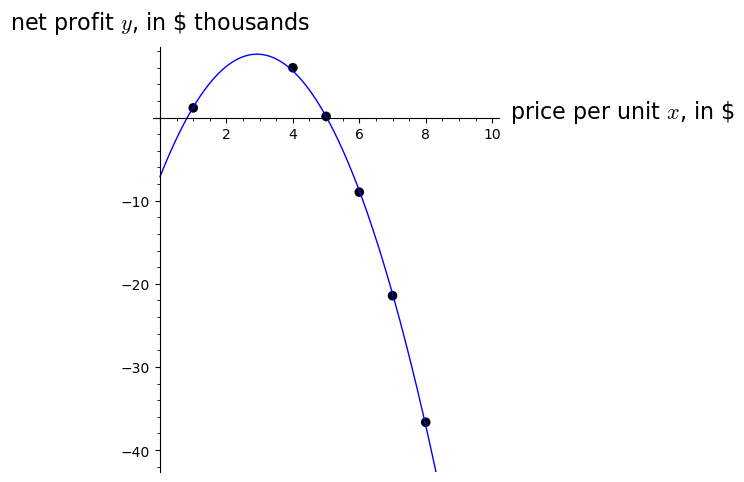 net profit y, in $ thousands
price per unit x, in $
2 4 6 8 10
−10
−20
−30
−40